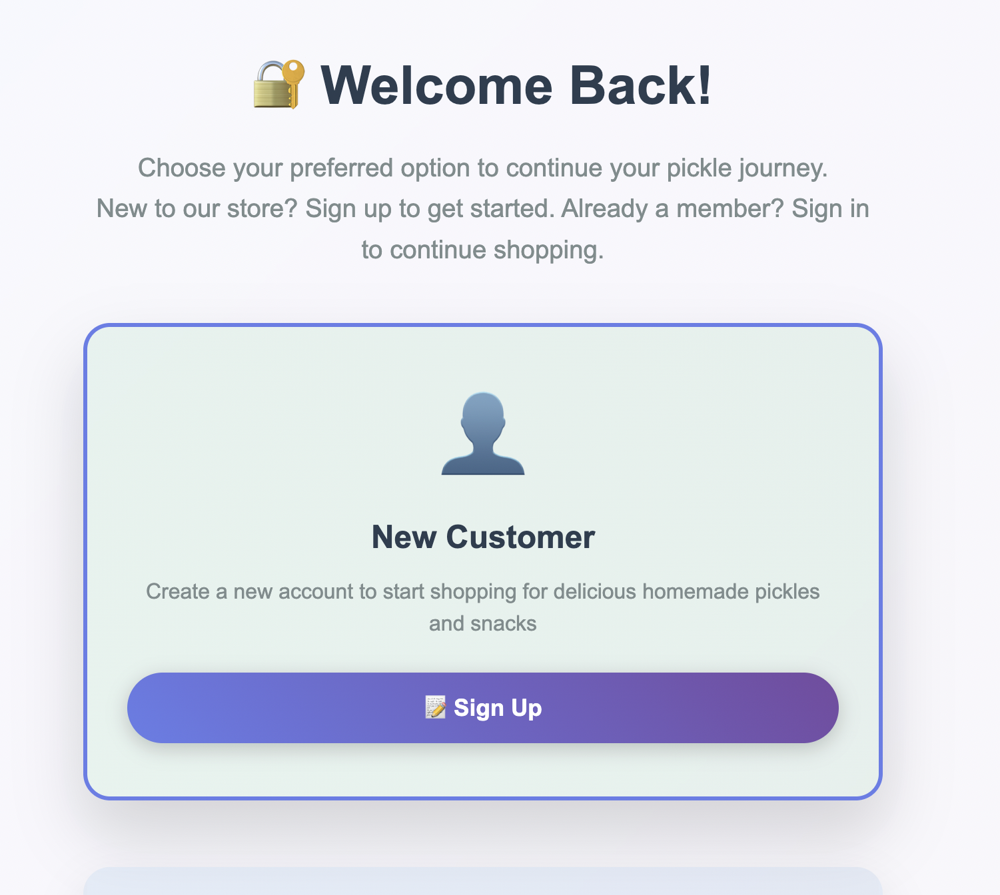 🔐 Welcome Back!
Choose your preferred option to continue your pickle journey.
New to our store? Sign up to get started. Already a member? Sign in
to continue shopping.
New Customer
Create a new account to start shopping for delicious homemade pickles
and snacks
📝 Sign Up